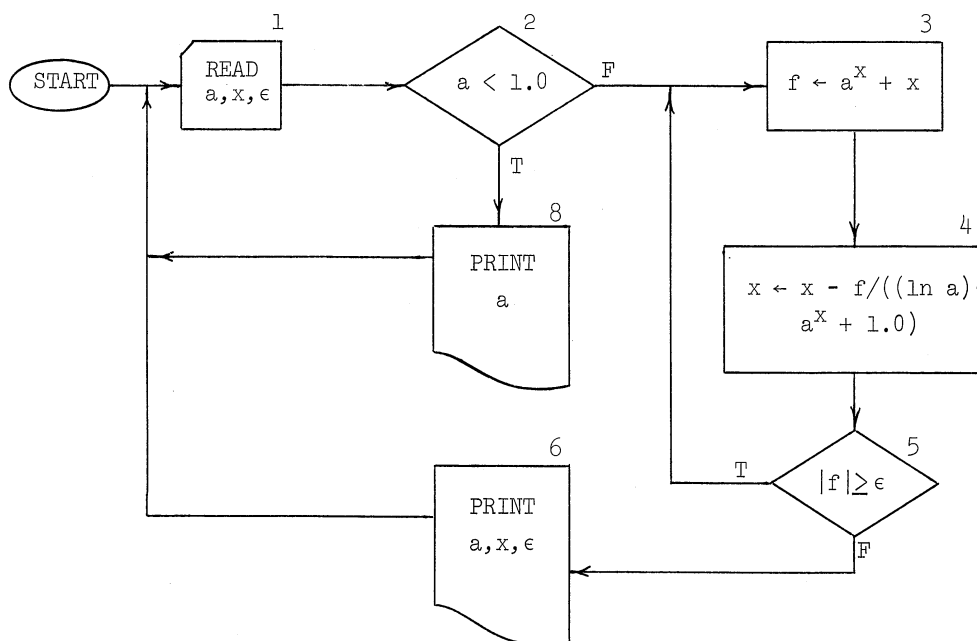 1
2
3
START
READ
a,x,ϵ
a < 1.0
F
f ← a^x + x
T
8
4
PRINT
a
x ← x - f/((ln a)·
a^x + 1.0)
6
5
PRINT
a,x,ϵ
T
|f| ≥ ϵ
F